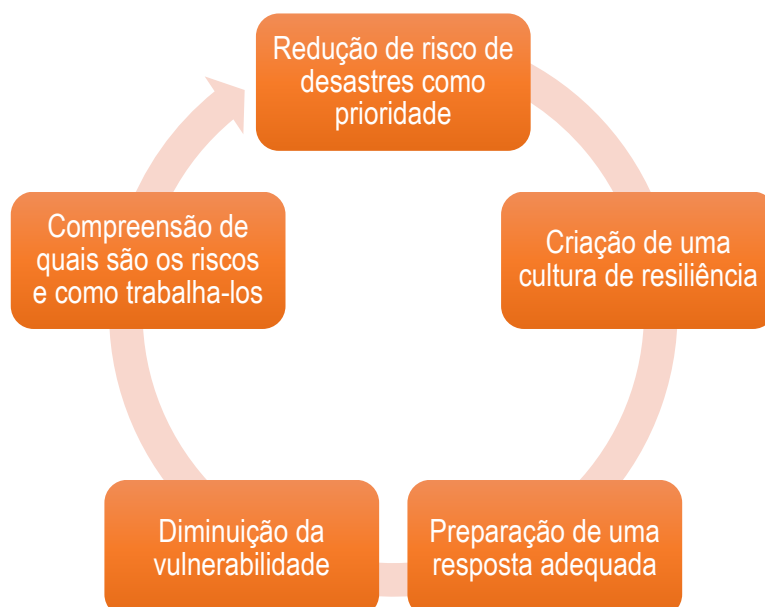 Redução de risco de
desastres como
prioridade
Criação de uma
cultura de resiliência
Preparação de uma
resposta adequada
Diminuição da
vulnerabilidade
Compreensão de
quais são os riscos
e como trabalha-los